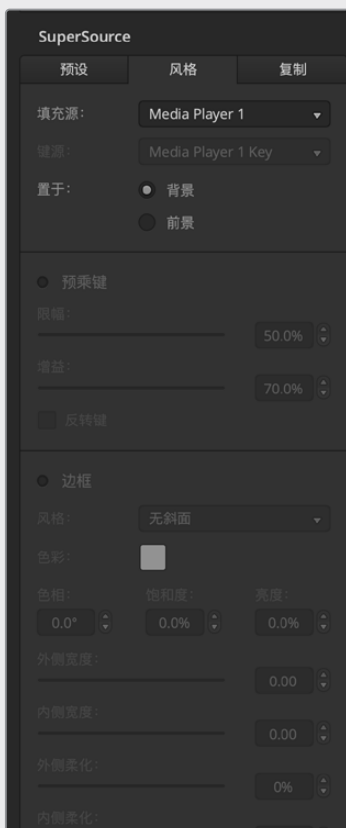 SuperSource
预设 风格 复制
填充源： Media Player 1
键源： Media Player 1 Key
置于： 背景
前景
预乘键
限幅：
50.0%
增益：
70.0%
反转键
边框
风格： 无斜面
色彩：
色相： 饱和度： 亮度：
0.0° 0.0% 0.0%
外侧宽度：
0.00
内侧宽度：
0.00
外侧柔化：
0%
内侧柔化：